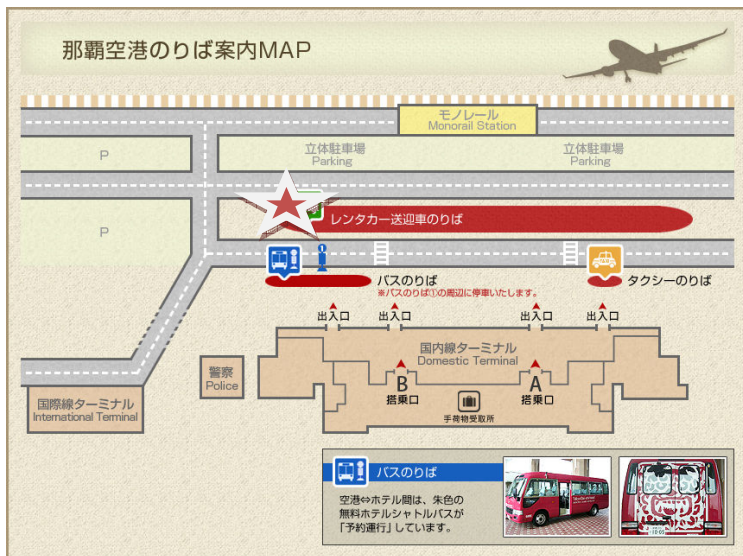 那覇空港のりば案内MAP
モノレール
Monorail Station
P
立体駐車場
Parking
立体駐車場
Parking
P
レンタカー送迎車のりば
バスのりば
※バスのりば①の周辺に停車いたします。
タクシーのりば
出入口
出入口
出入口
出入口
国内線ターミナル
Domestic Terminal
警察
Police
B
搭乗口
A
搭乗口
手荷物受取所
国際線ターミナル
International Terminal
バスのりば
空港⇔ホテル間は、朱色の
無料ホテルシャトルバスが
「予約運行」しています。